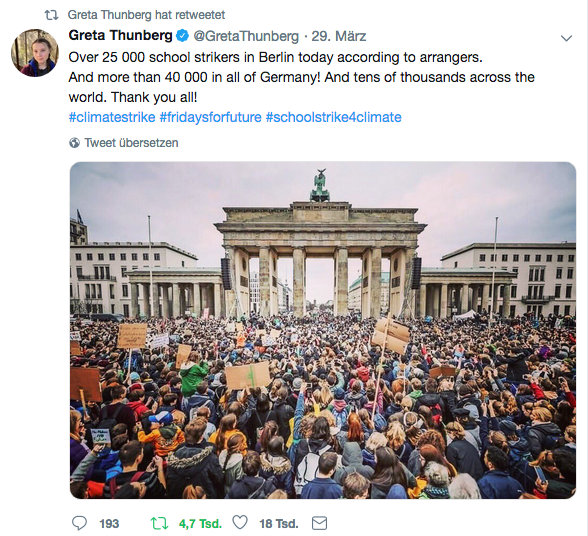 Greta Thunberg hat retweetet
Greta Thunberg @GretaThunberg · 29. März
Over 25 000 school strikers in Berlin today according to arrangers.
And more than 40 000 in all of Germany! And tens of thousands across the
world. Thank you all!
#climatestrike #fridaysforfuture #schoolstrike4climate
Tweet übersetzen
193 4,7 Tsd. 18 Tsd.